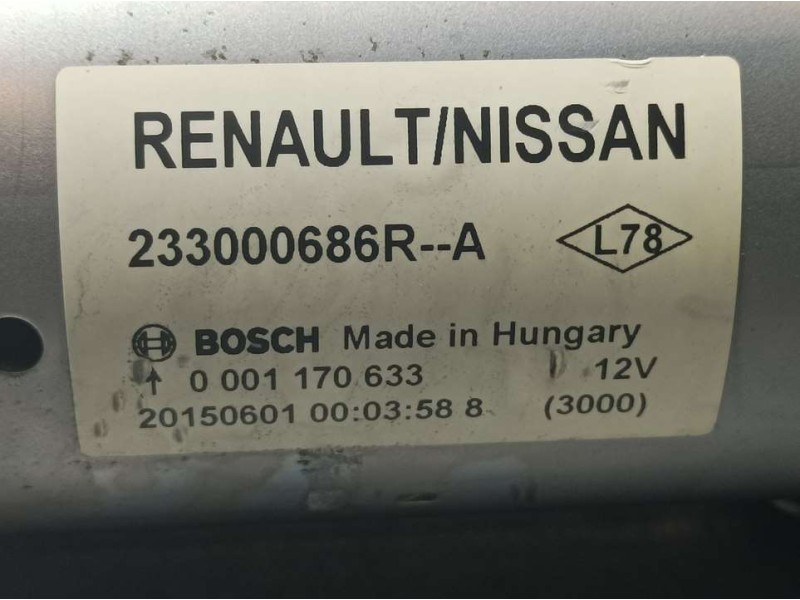 RENAULT/NISSAN
233000686R--A
L78
BOSCH Made in Hungary
0 001 170 633 12V
20150601 00:03:58 8 (3000)